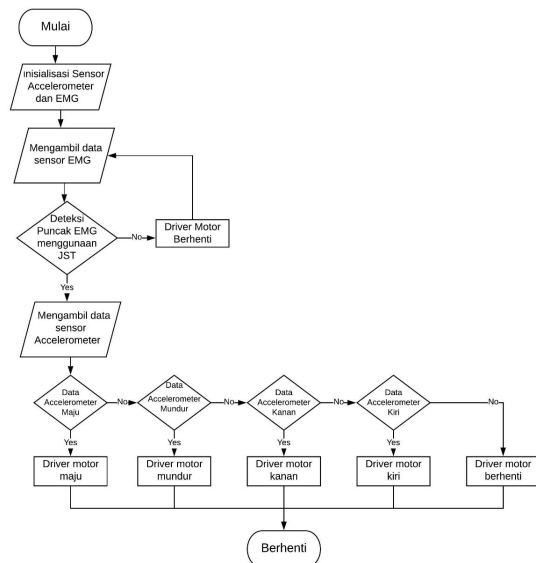 Mulai
Inisialisasi Sensor
Accelerometer
dan EMG
Mengambil data
sensor EMG
Deteksi
Puncak EMG
menggunakan
JST
No
Driver Motor
Berhenti
Yes
Mengambil data
sensor
Accelerometer
Data
Accelerometer
Maju
No
Data
Accelerometer
Mundur
No
Data
Accelerometer
Kanan
No
Data
Accelerometer
Kiri
No
Yes
Yes
Yes
Yes
Driver motor
maju
Driver motor
mundur
Driver motor
kanan
Driver motor
kiri
Driver motor
berhenti
Berhenti